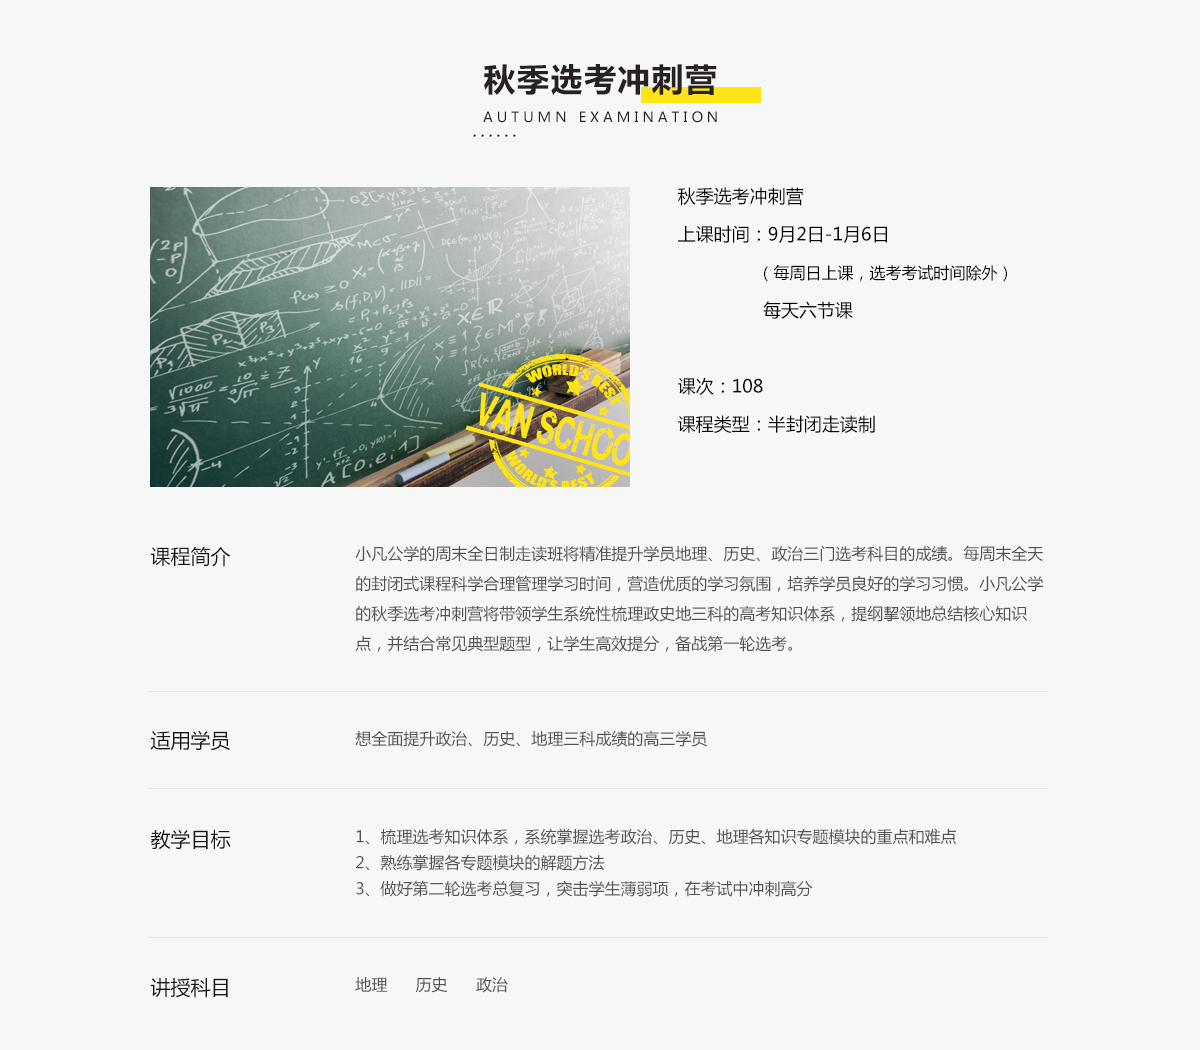 秋季选考冲刺营
AUTUMN EXAMINATION
秋季选考冲刺营
上课时间：9月2日-1月6日
（ 每周日上课，选考考试时间除外 ）
每天六节课
课次：108
课程类型：半封闭走读制
WORLD'S BEST
VAN SCHOO
WORLD'S BEST
课程简介
小凡公学的周末全日制走读班将精准提升学员地理、历史、政治三门选考科目的成绩。每周末全天
的封闭式课程科学合理管理学习时间，营造优质的学习氛围，培养学员良好的学习习惯。小凡公学
的秋季选考冲刺营将带领学生系统性梳理政史地三科的高考知识体系，提纲挈领地总结核心知识
点，并结合常见典型题型，让学生高效提分，备战第一轮选考。
适用学员
想全面提升政治、历史、地理三科成绩的高三学员
教学目标
1、梳理选考知识体系，系统掌握选考政治、历史、地理各知识专题模块的重点和难点
2、熟练掌握各专题模块的解题方法
3、做好第二轮选考总复习，突击学生薄弱项，在考试中冲刺高分
讲授科目
地理 历史 政治